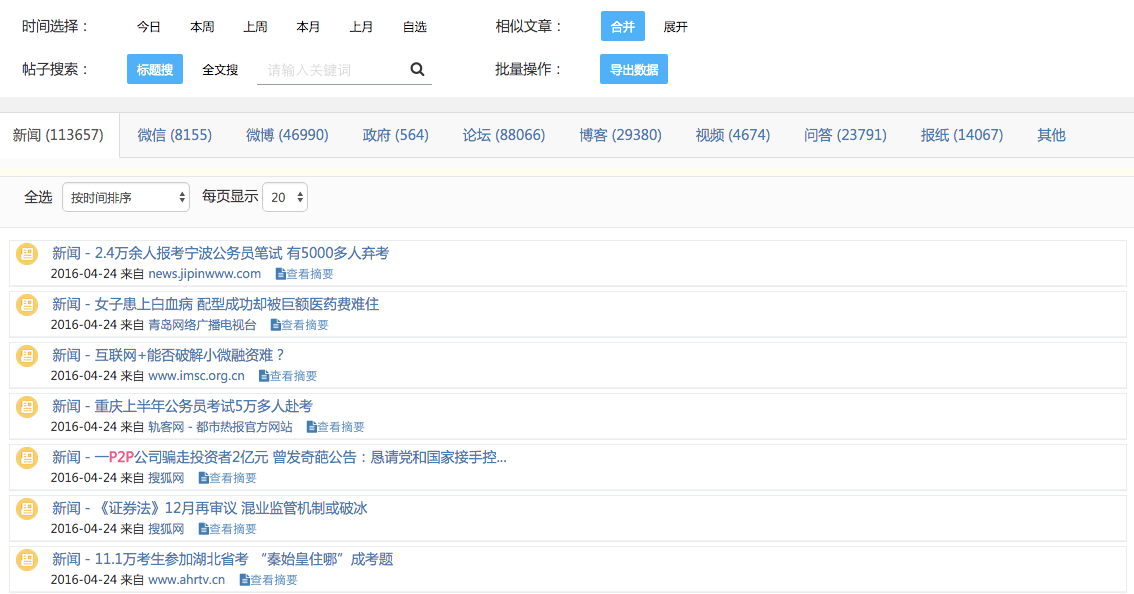 时间选择： 今日 本周 上周 本月 上月 自选 相似文章： 合并 展开
帖子搜索： 标题搜 全文搜 请输入关键词 批量操作： 导出数据
新闻 (113657) 微信 (8155) 微博 (46990) 政府 (564) 论坛 (88066) 博客 (29380) 视频 (4674) 问答 (23791) 报纸 (14067) 其他
全选 按时间排序 每页显示 20
新闻 - 2.4万余人报考宁波公务员笔试 有5000多人弃考
2016-04-24 来自 news.jipinwww.com 查看摘要
新闻 - 女子患上白血病 配型成功却被巨额医药费难住
2016-04-24 来自 青岛网络广播电视台 查看摘要
新闻 - 互联网+能否破解小微融资难？
2016-04-24 来自 www.imsc.org.cn 查看摘要
新闻 - 重庆上半年公务员考试5万多人赴考
2016-04-24 来自 轨客网 - 都市热报官方网站 查看摘要
新闻 - 一P2P公司骗走投资者2亿元 曾发奇葩公告：恳请党和国家接手控...
2016-04-24 来自 搜狐网 查看摘要
新闻 - 《证券法》12月再审议 混业监管机制或破冰
2016-04-24 来自 搜狐网 查看摘要
新闻 - 11.1万考生参加湖北省考 “秦始皇住哪”成考题
2016-04-24 来自 www.ahrtv.cn 查看摘要